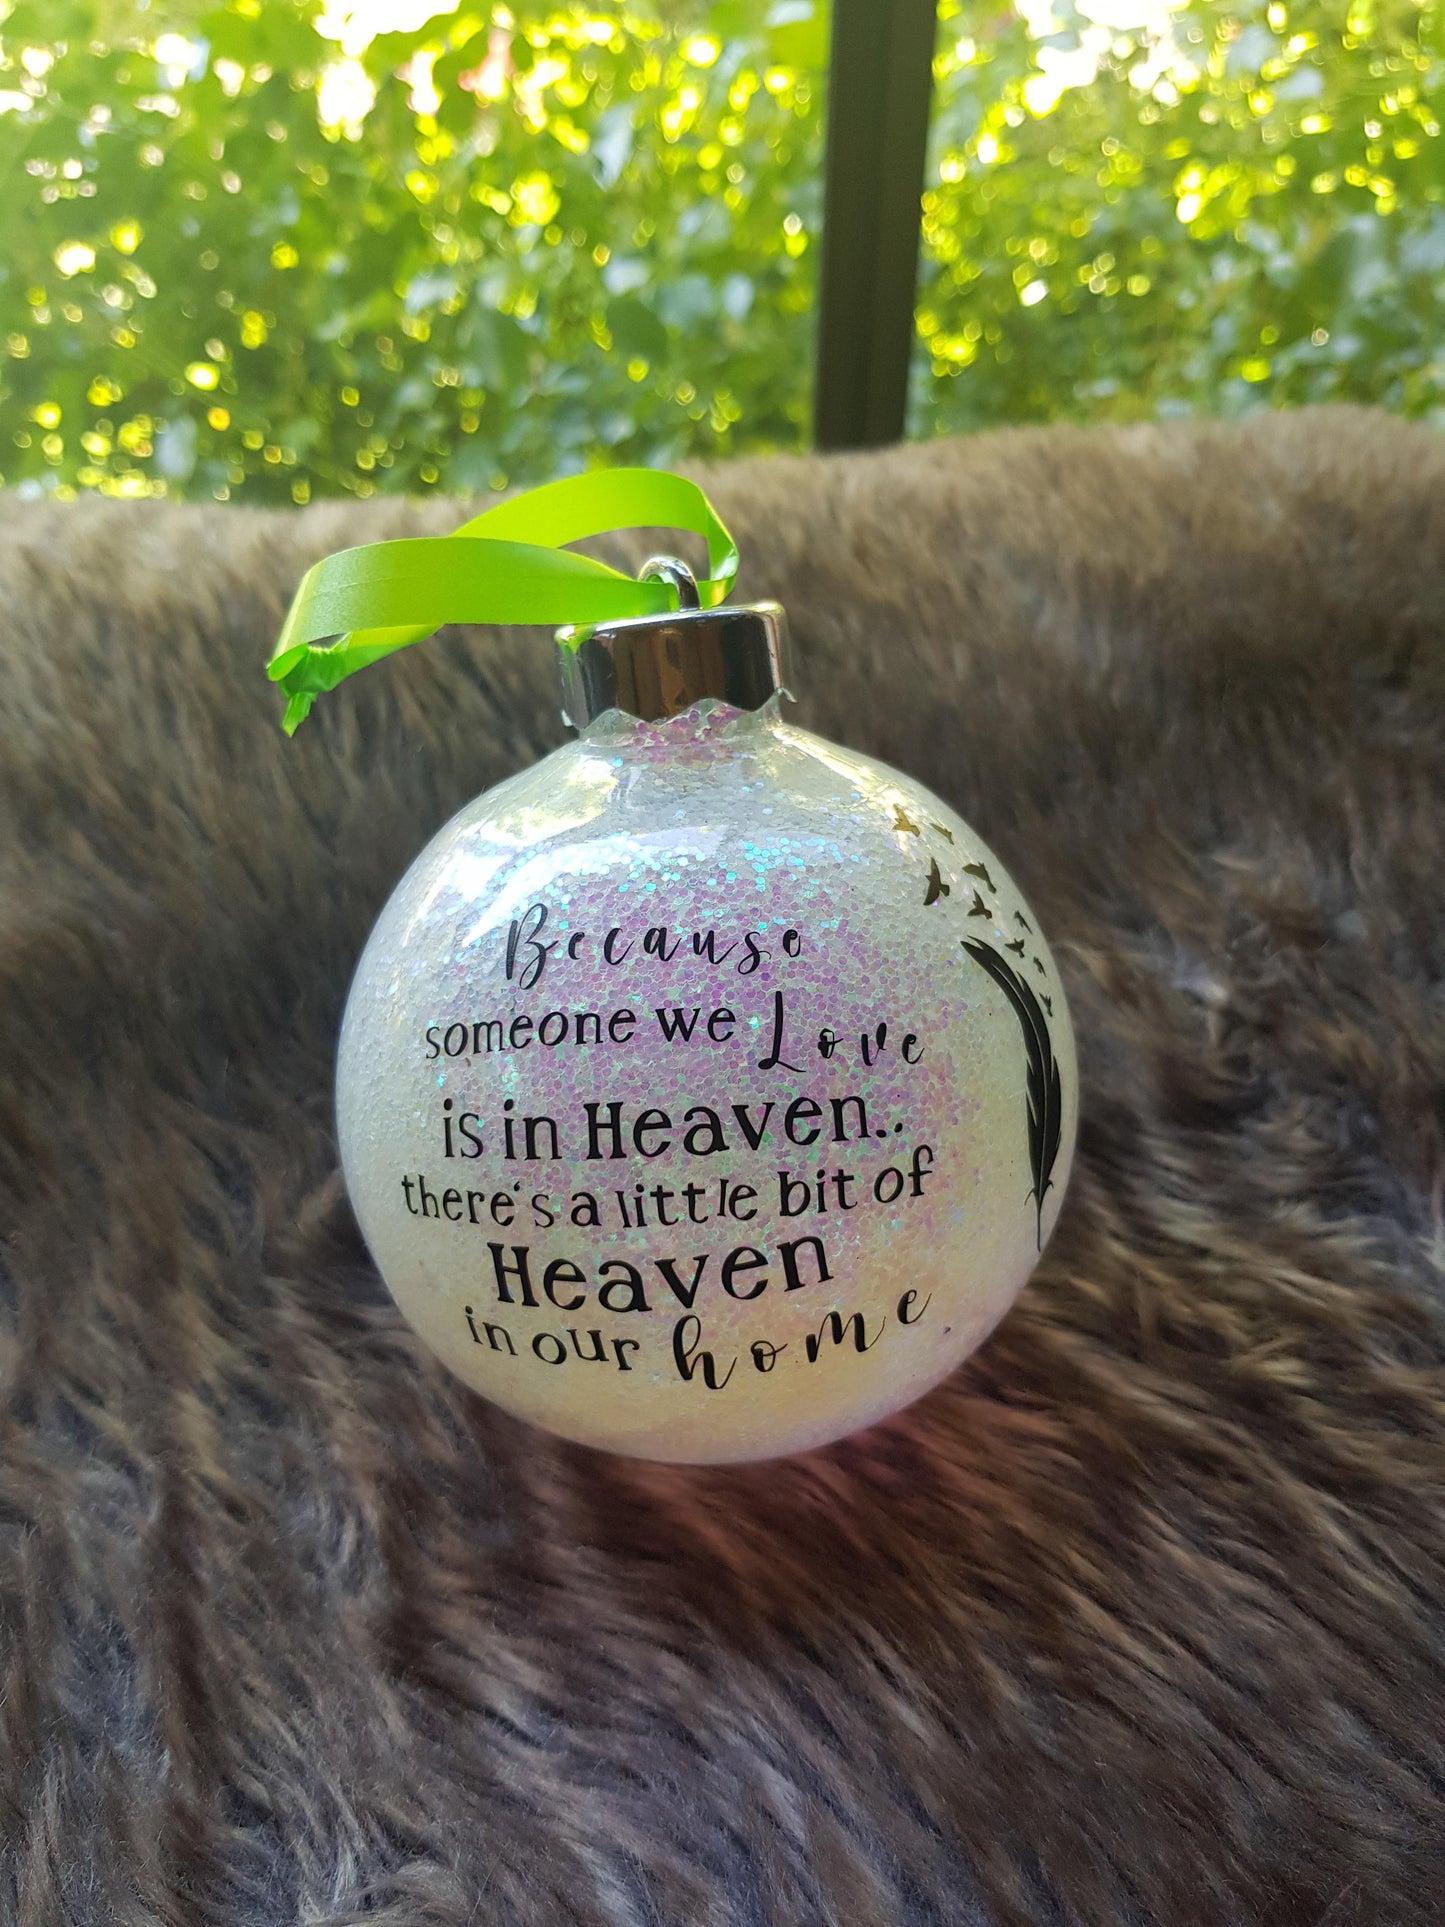 Because
someone we Love
is in Heaven..
there's a little bit of
Heaven
in our home